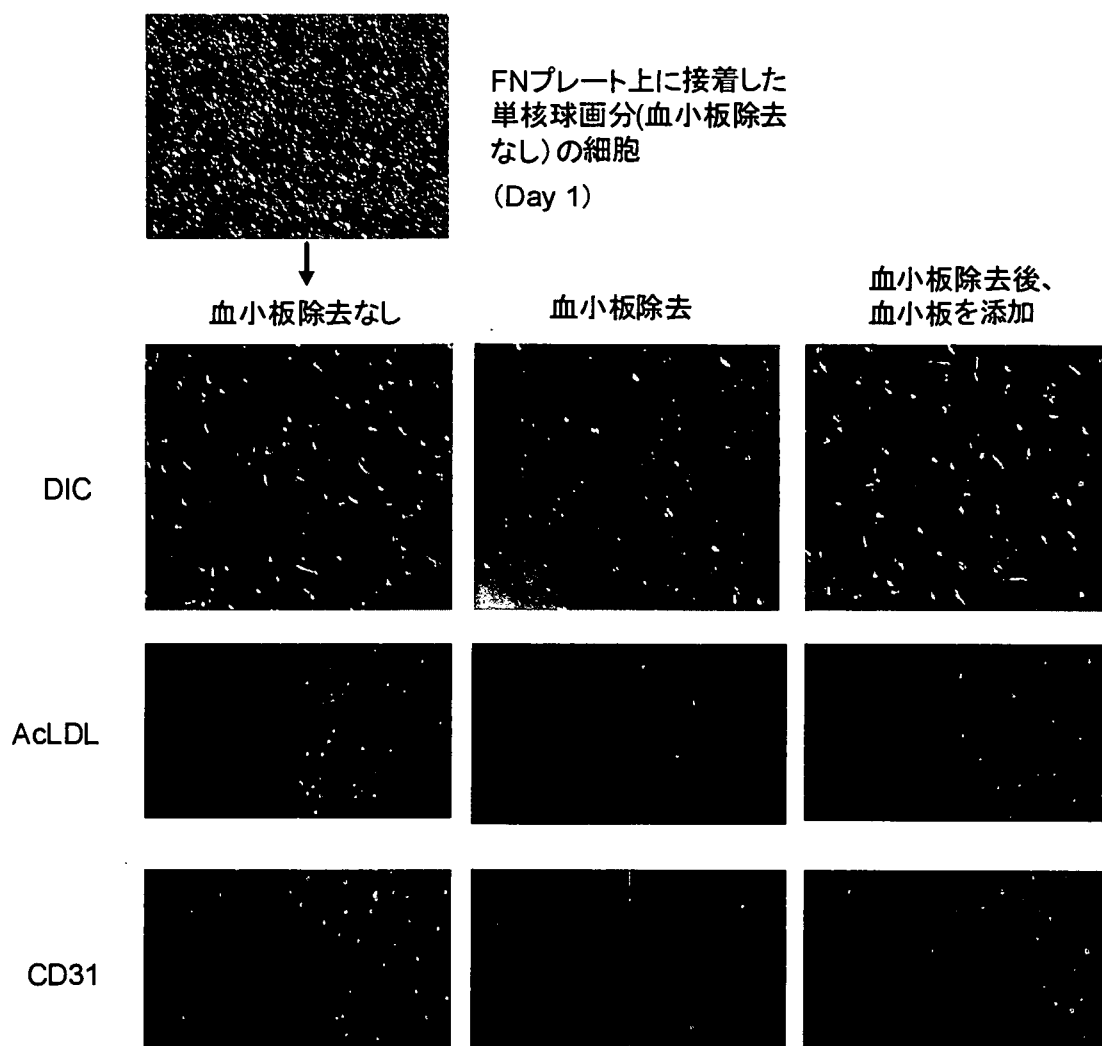 FNプレート上に接着した
単核球画分(血小板除去
なし)の細胞
(Day 1)
血小板除去なし
血小板除去
血小板除去後、
血小板を添加
DIC
AcLDL
CD31